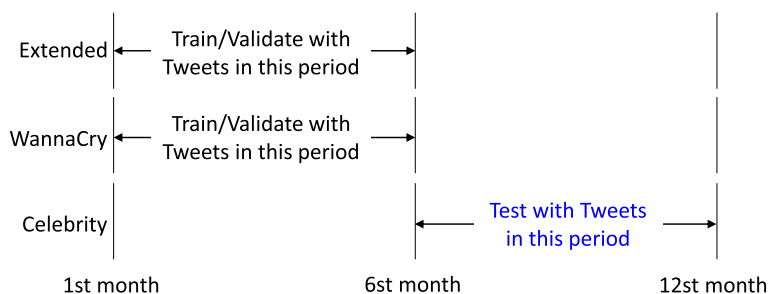 Extended
Train/Validate with
Tweets in this period
WannaCry
Train/Validate with
Tweets in this period
Celebrity
Test with Tweets
in this period
1st month
6st month
12st month